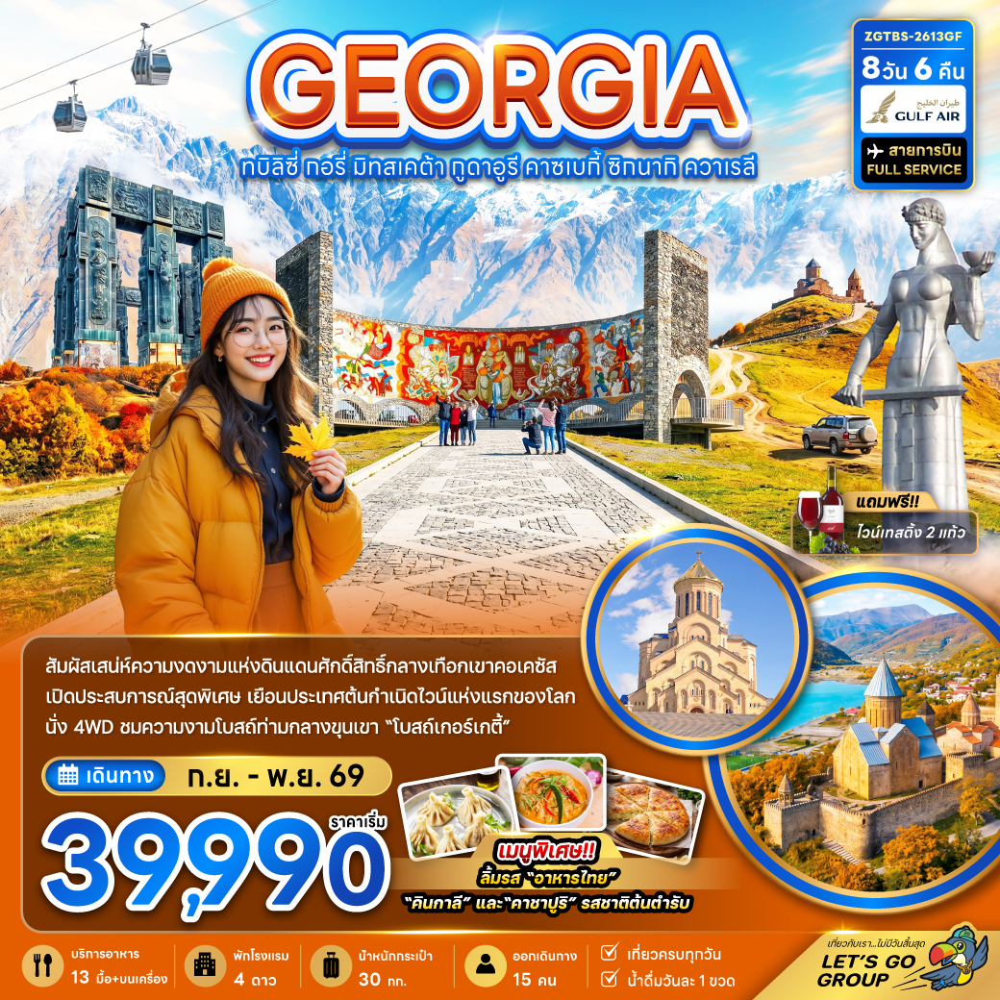 GEORGIA
ทบิลิซี่ กอรี่ มิทสเคต้า กูดาอูรี คาซเบกี้ ซิกนากิ ควาเรลี
ZGTBS-2613GF
8 วัน 6 คืน
طيران الخليج
GULF AIR
สายการบิน
FULL SERVICE
แถมฟรี!!
ไวน์เทสติ้ง 2 แก้ว
สัมผัสเสน่ห์ความงดงามแห่งดินแดนศักดิ์สิทธิ์กลางเทือกเขาคอเคซัส
เปิดประสบการณ์สุดพิเศษ เยือนประเทศต้นกำเนิดไวน์แห่งแรกของโลก
นั่ง 4WD ชมความงามโบสถ์ท่ามกลางขุนเขา “โบสถ์เกอร์เกตี้”
เดินทาง ก.ย. - พ.ย. 69
ราคาเริ่ม
39,990
เมนูพิเศษ!!
ลิ้มรส “อาหารไทย”
“คินกาลี” และ “คาชาปูริ” รสชาติต้นตำรับ
บริการอาหาร
13 มื้อ+บนเครื่อง
พักโรงแรม
4 ดาว
น้ำหนักกระเป๋า
30 กก.
ออกเดินทาง
15 คน
เที่ยวครบทุกวัน
น้ำดื่มวันละ 1 ขวด
เที่ยวกับเรา...ไม่มีวันสิ้นสุด
LET'S GO
GROUP